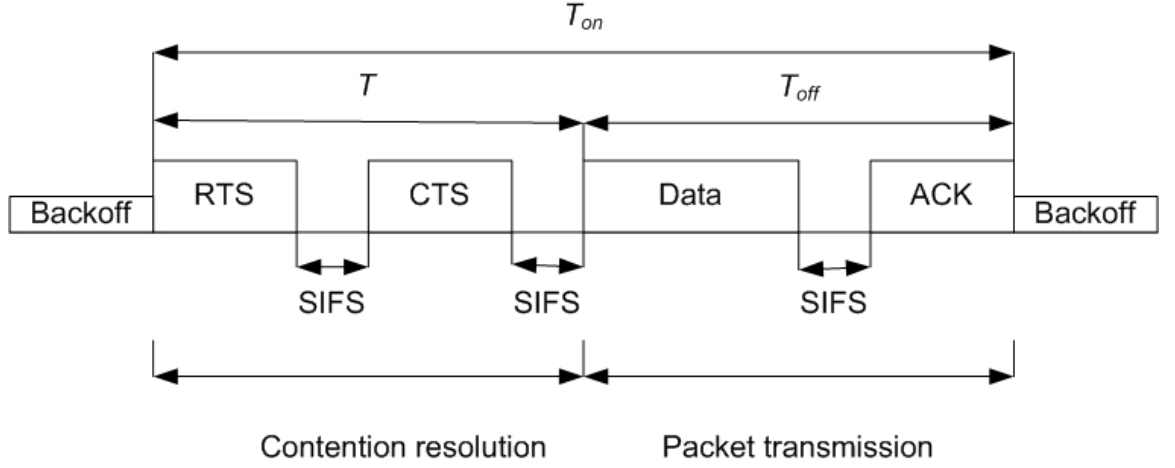 T_on
T T_off
RTS CTS Data ACK
Backoff Backoff
SIFS SIFS SIFS
Contention resolution Packet transmission